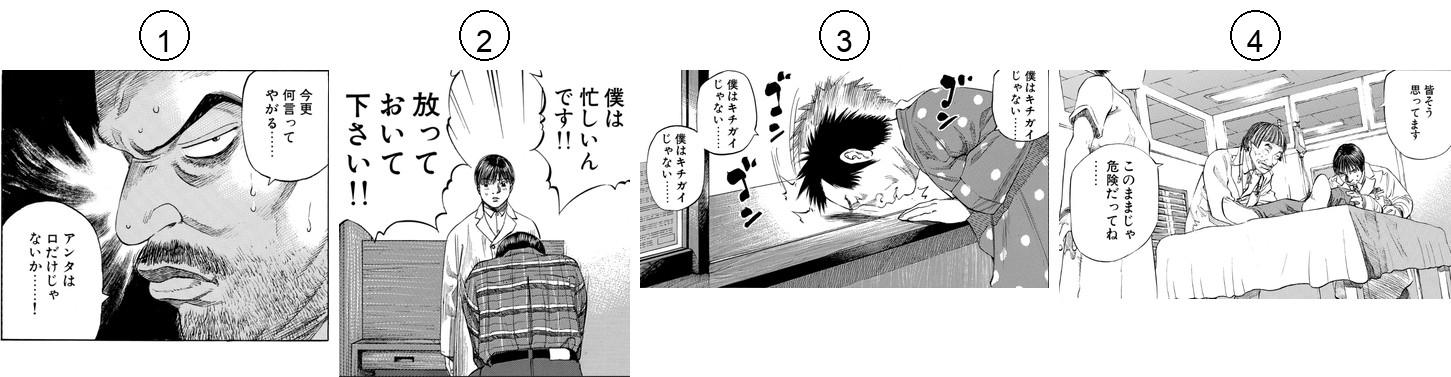 1
今更
何言って
やがる……
アンタは
口だけじゃ
ないか……!
2
僕は
忙しいん
です!!
放って
おいて
下さい!!
3
僕はキチガイ
じゃない……
ゴン
僕はキチガイ
じゃない……
ゴン
僕はキチガイ
じゃない……
ゴン
4
皆そう
思ってます
このままじゃ
危険だってね
……